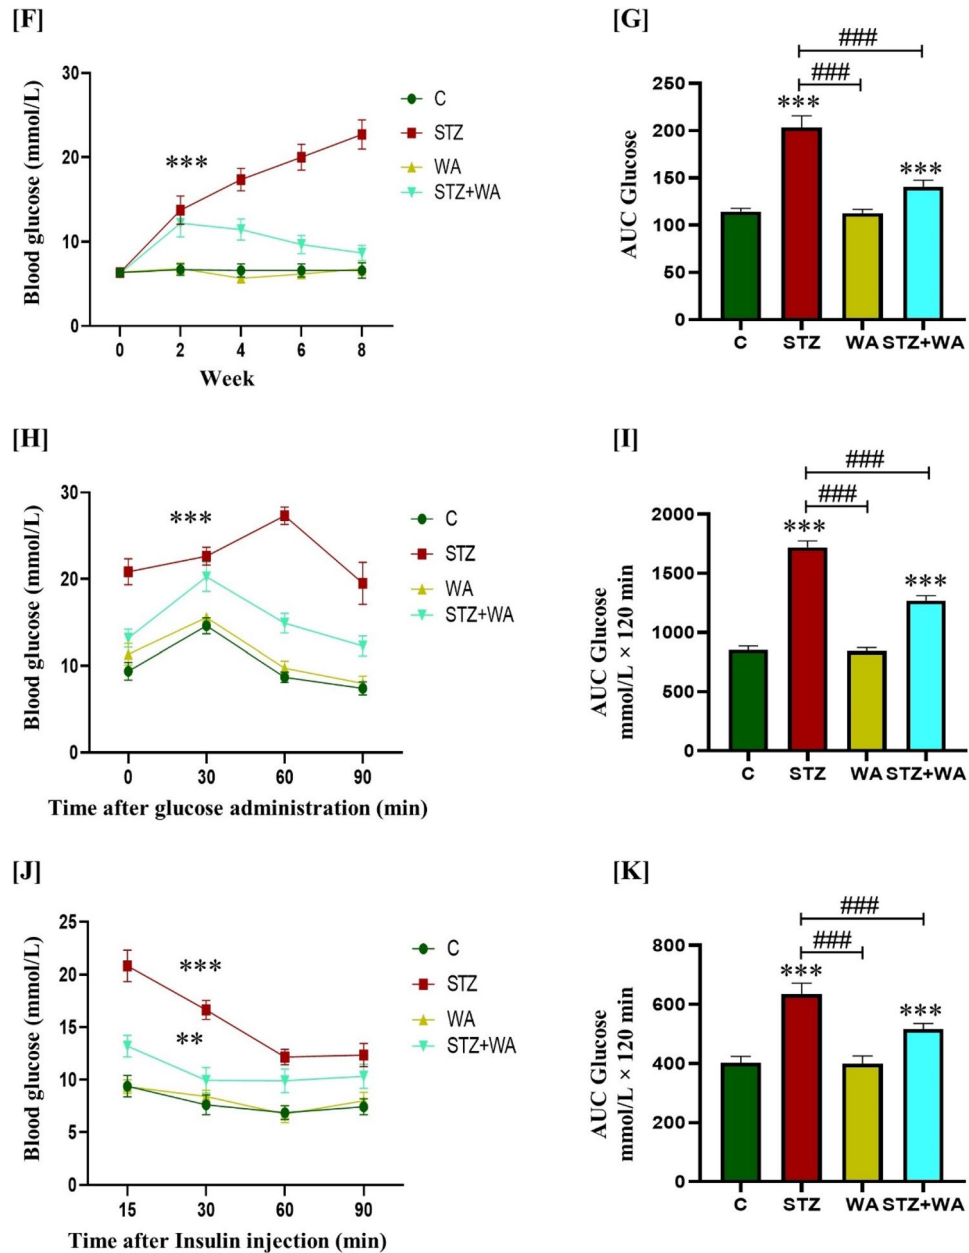 [F]
Blood glucose (mmol/L)
30
20
10
0
***
0 2 4 6 8
Week
C
STZ
WA
STZ+WA
[G]
AUC Glucose
250
200
150
100
50
0
###
###
***
***
C STZ WA STZ+WA
[H]
Blood glucose (mmol/L)
30
20
10
0
***
0 30 60 90
Time after glucose administration (min)
C
STZ
WA
STZ+WA
[I]
AUC Glucose
mmol/L × 120 min
2000
1500
1000
500
0
###
###
***
***
C STZ WA STZ+WA
[J]
Blood glucose (mmol/L)
25
20
15
10
5
0
***
**
15 30 60 90
Time after Insulin injection (min)
C
STZ
WA
STZ+WA
[K]
AUC Glucose
mmol/L × 120 min
800
600
400
200
0
###
###
***
***
C STZ WA STZ+WA